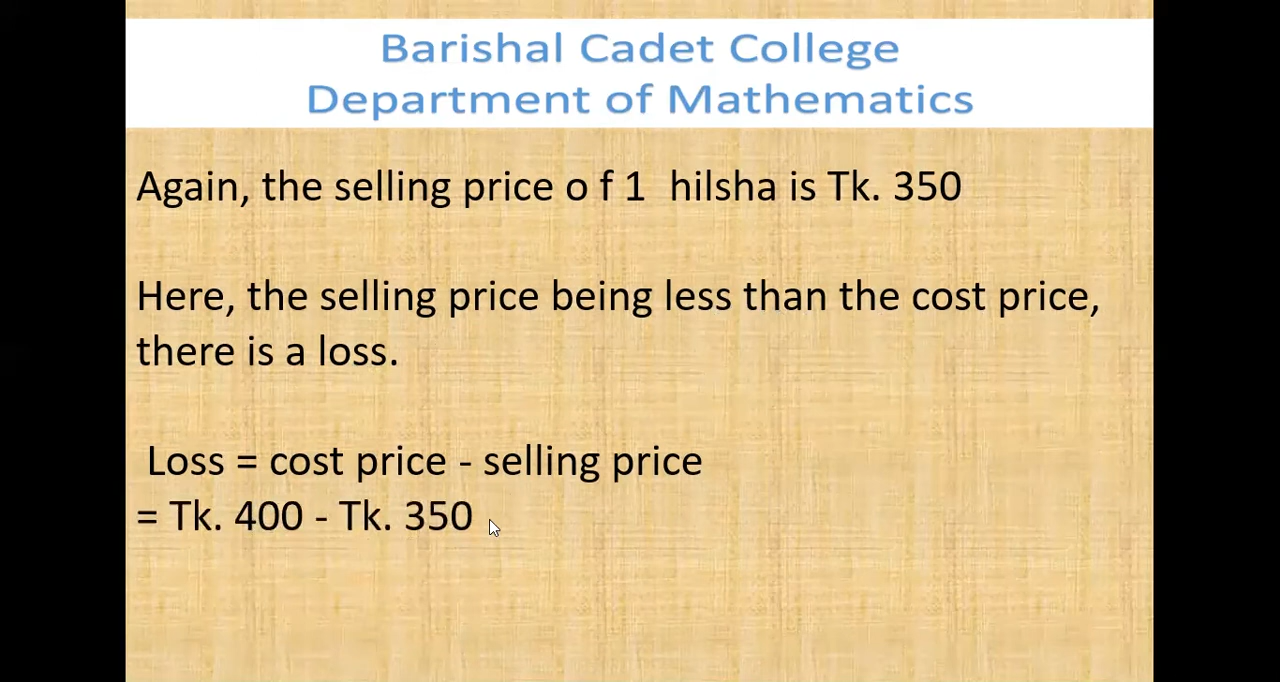 Barishal Cadet College
Department of Mathematics
Again, the selling price o f 1 hilsha is Tk. 350
Here, the selling price being less than the cost price,
there is a loss.
Loss = cost price - selling price
= Tk. 400 - Tk. 350